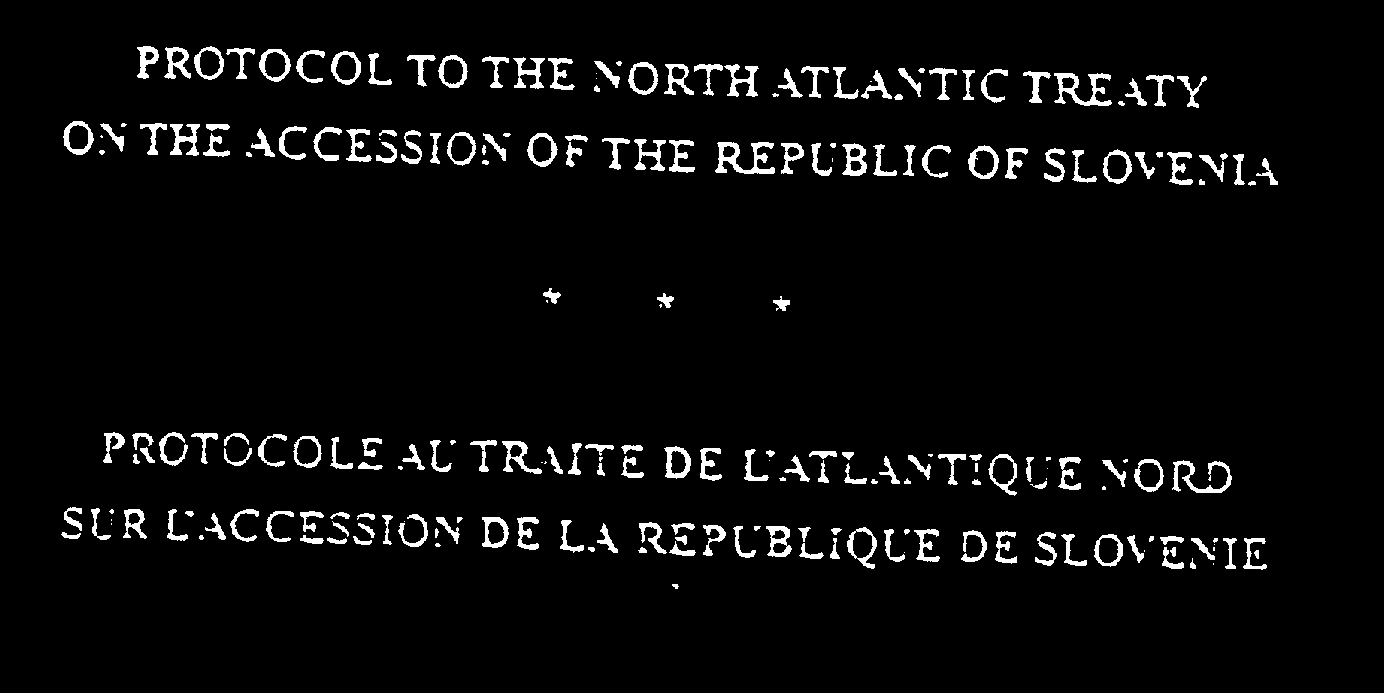 PROTOCOL TO THE NORTH ATLANTIC TREATY
ON THE ACCESSION OF THE REPUBLIC OF SLOVENIA
* * *
PROTOCOLE AU TRAITE DE L'ATLANTIQUE NORD
SUR L'ACCESSION DE LA REPUBLIQUE DE SLOVENIE